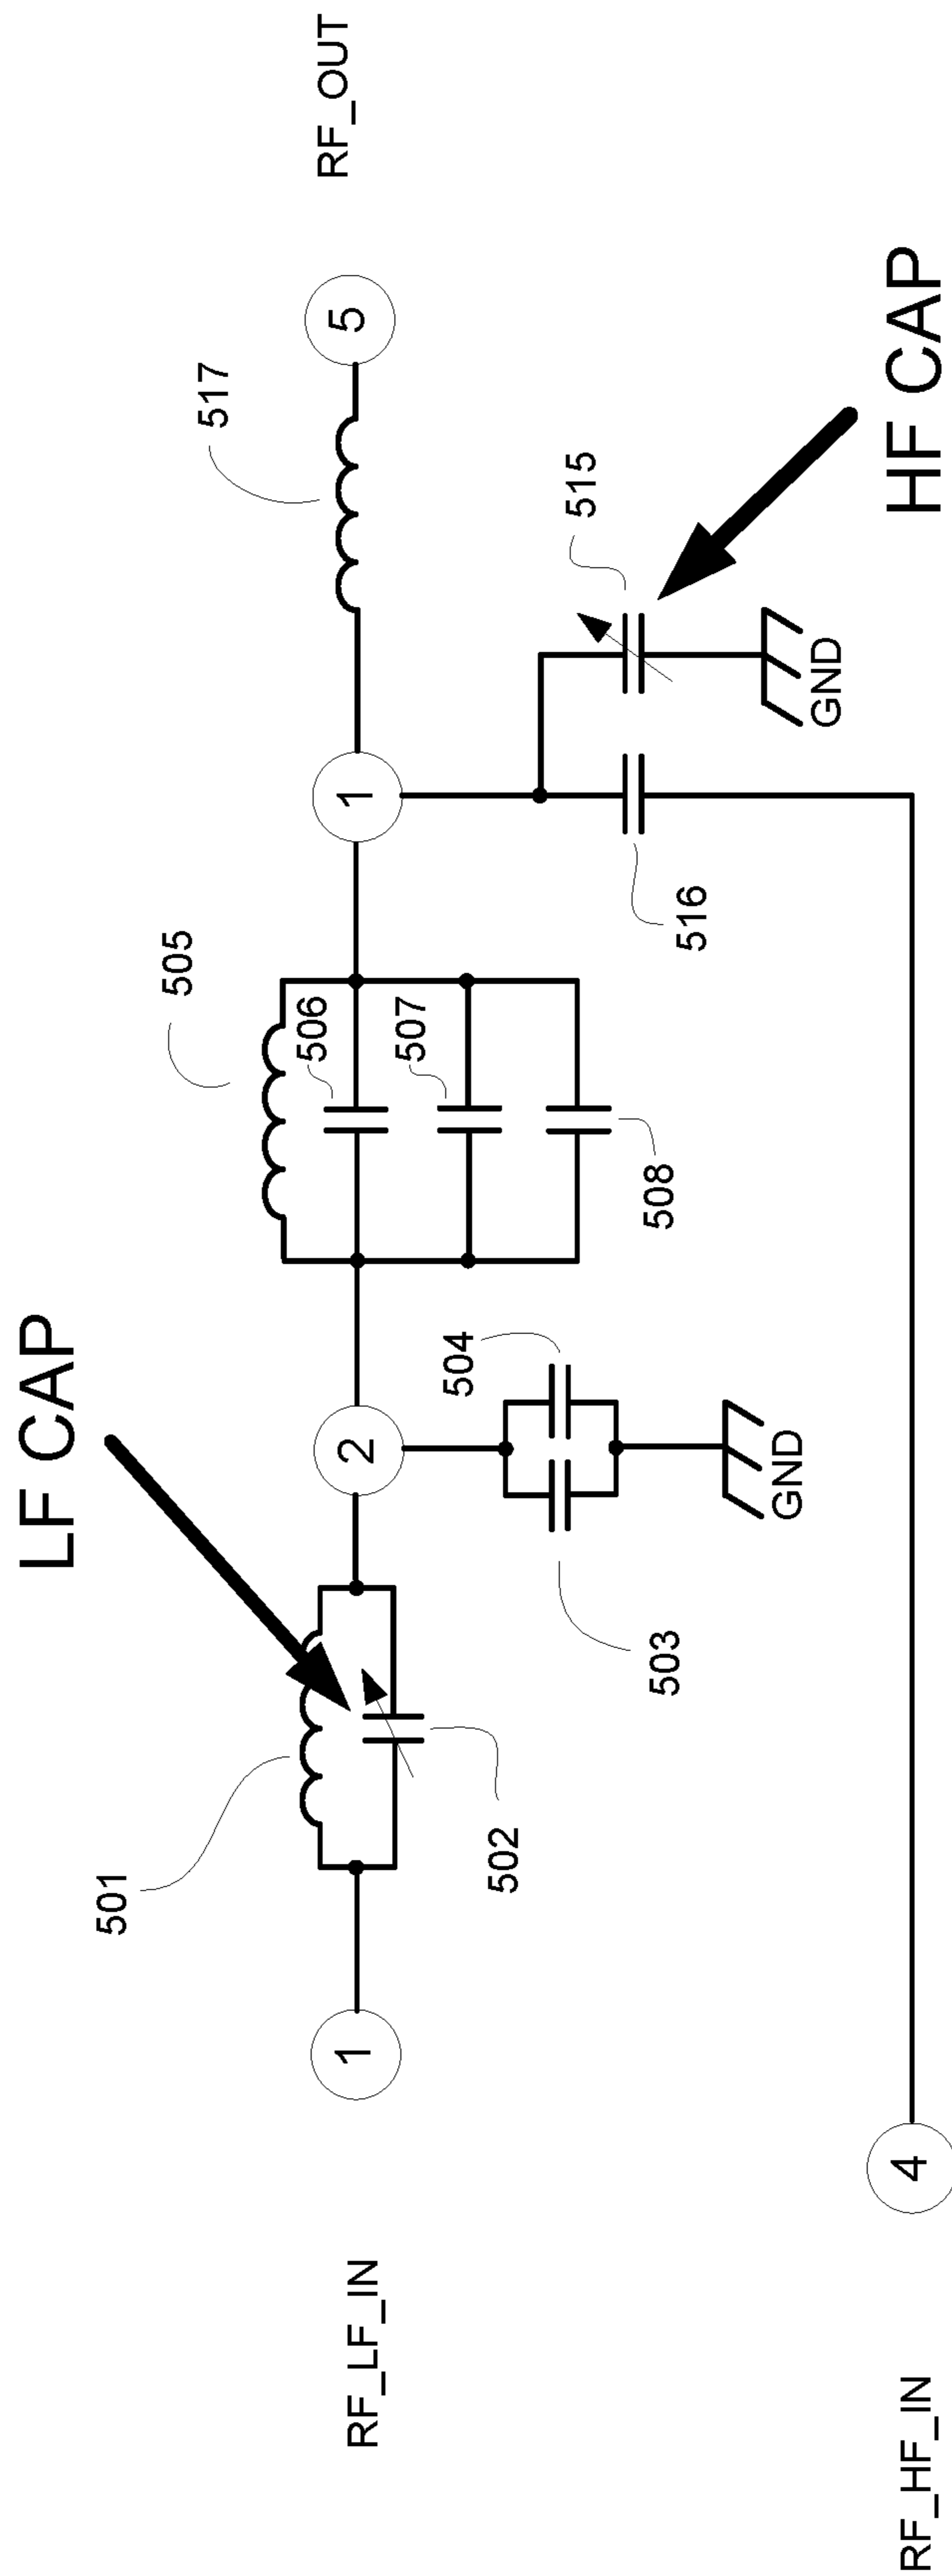 LF CAP
501
505
517
RF_LF_IN
1
2
1
5
RF_OUT
506
507
502
504
503
508
515
516
GND
GND
HF CAP
RF_HF_IN
4